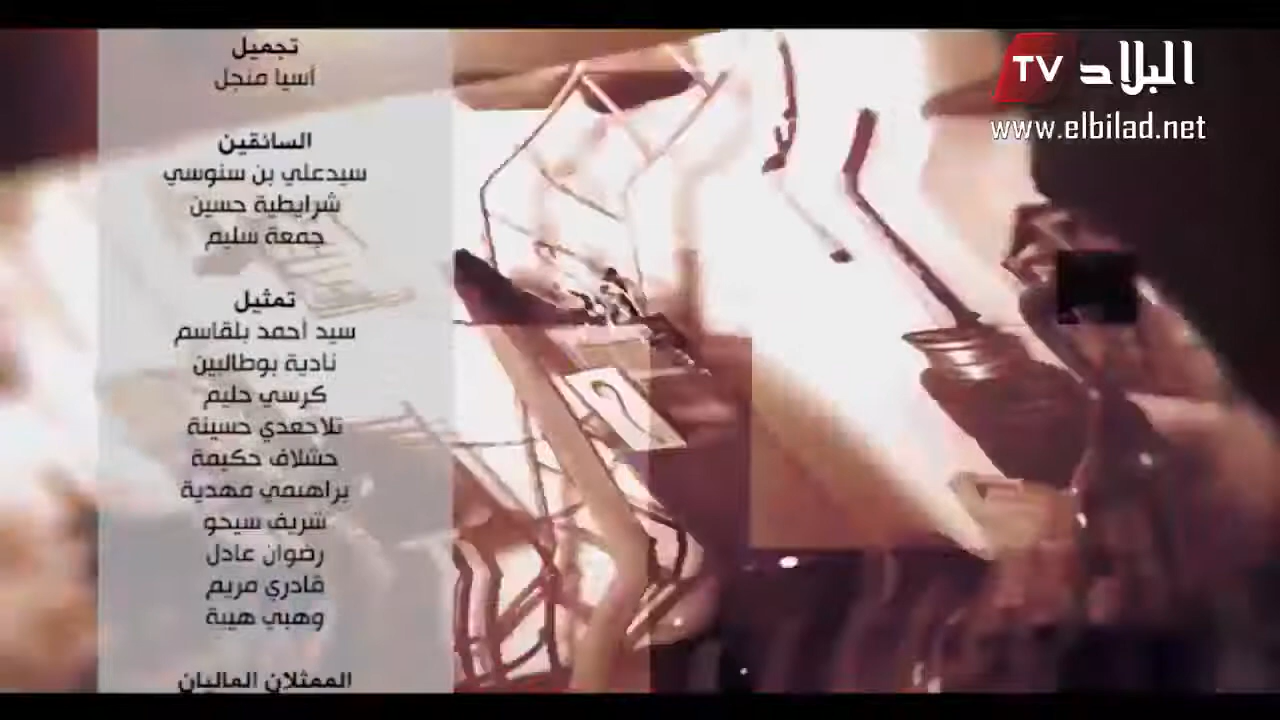 تجميل
آسيا منجل
السائقين
سيدعلي بن سنوسي
شرايطية حسين
جمعة سليم
تمثيل
سيد أحمد بلقاسم
نادية بوطالبين
كرسي حليم
تلاحعدي حسينة
حشلاف حكيمة
براهيمي مهدية
شريف سيحو
رضوان عادل
قادري مريم
وهبي هيبة
الممثلان الماليان
البلاد TV
www.elbilad.net